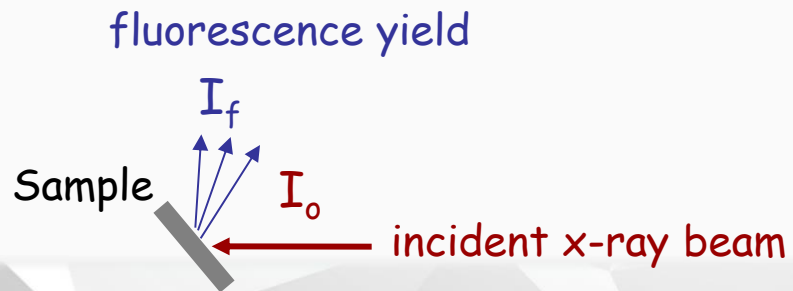 fluorescence yield
I_f
Sample
I_o
incident x-ray beam